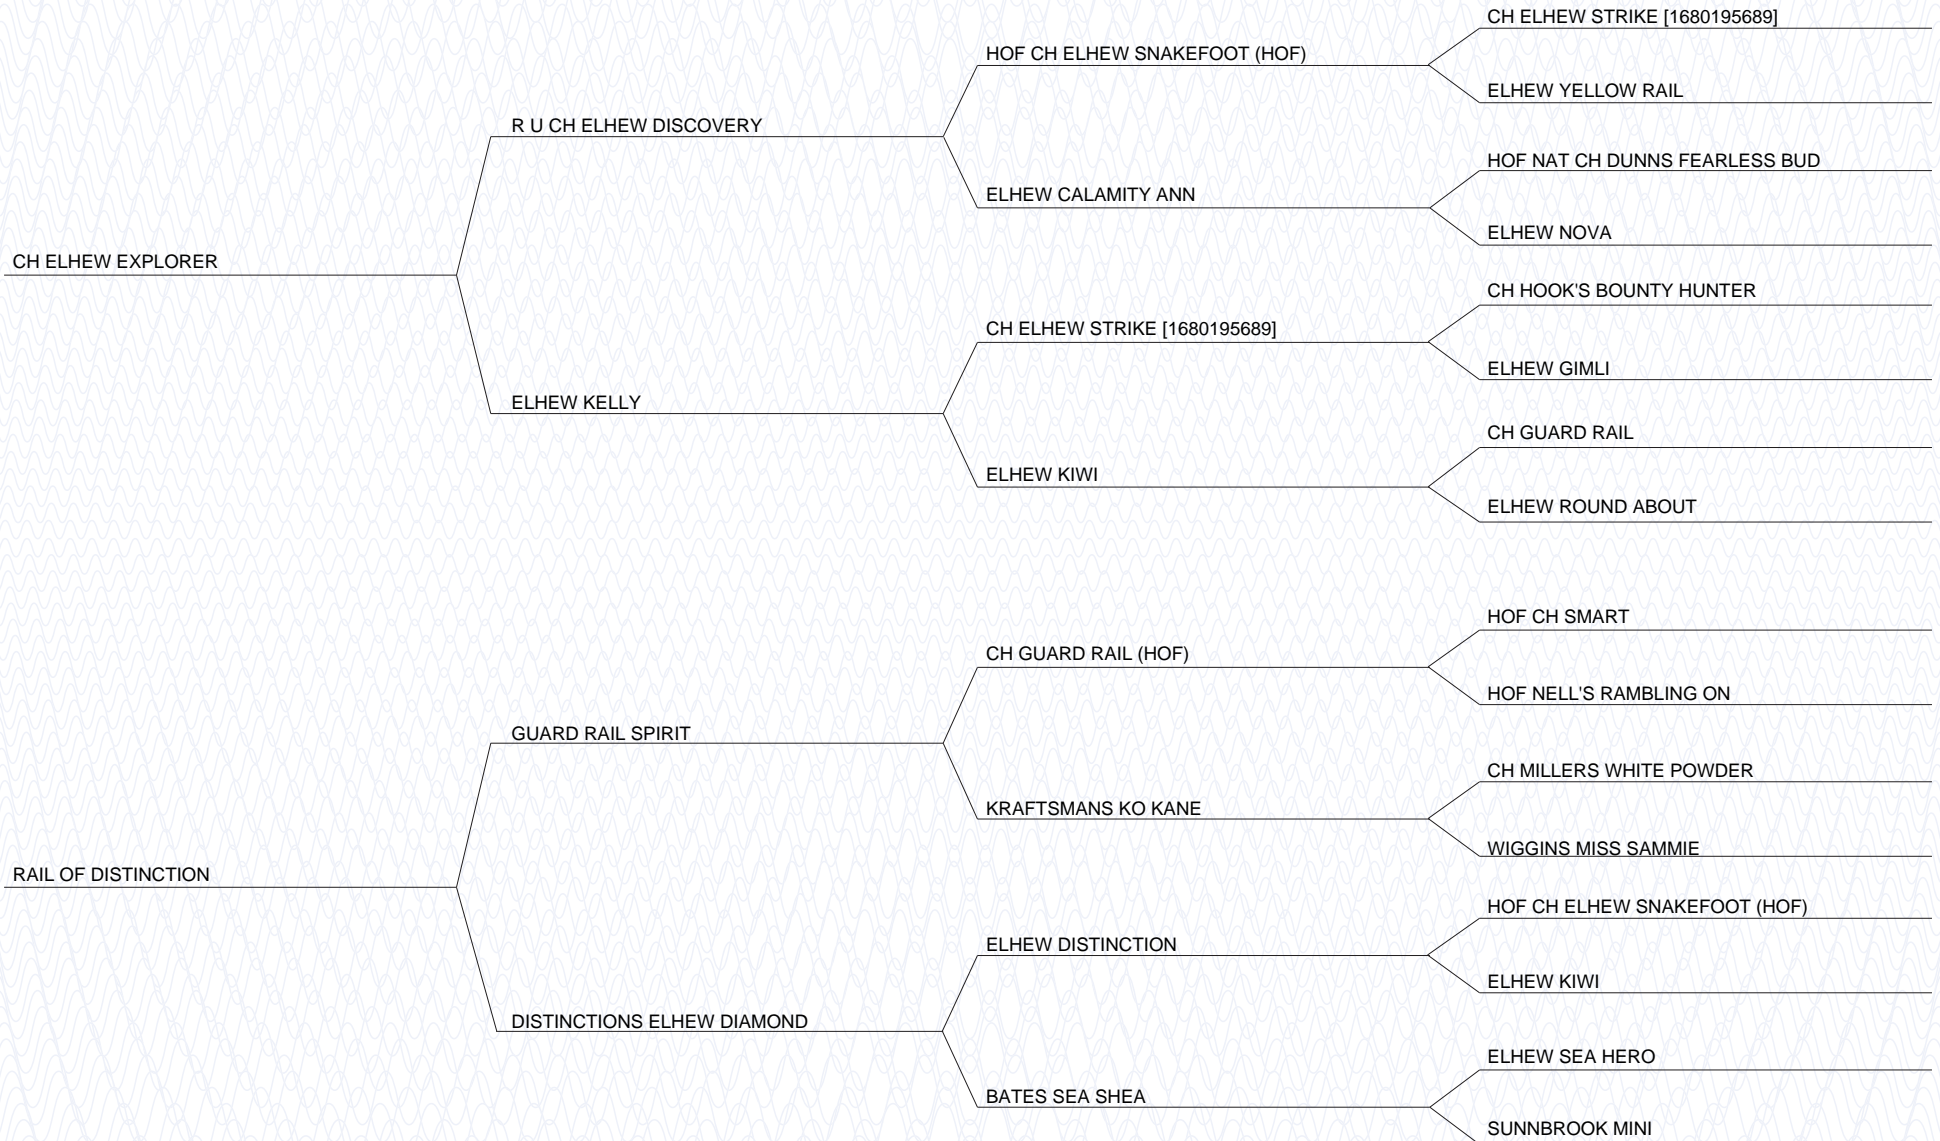 CH ELHEW STRIKE [1680195689]
HOF CH ELHEW SNAKEFOOT (HOF)
ELHEW YELLOW RAIL
R U CH ELHEW DISCOVERY
HOF NAT CH DUNNS FEARLESS BUD
ELHEW CALAMITY ANN
ELHEW NOVA
CH ELHEW EXPLORER
CH HOOK'S BOUNTY HUNTER
CH ELHEW STRIKE [1680195689]
ELHEW GIMLI
ELHEW KELLY
CH GUARD RAIL
ELHEW KIWI
ELHEW ROUND ABOUT
HOF CH SMART
CH GUARD RAIL (HOF)
HOF NELL'S RAMBLING ON
GUARD RAIL SPIRIT
CH MILLERS WHITE POWDER
KRAFTSMANS KO KANE
WIGGINS MISS SAMMIE
RAIL OF DISTINCTION
HOF CH ELHEW SNAKEFOOT (HOF)
ELHEW DISTINCTION
ELHEW KIWI
DISTINCTIONS ELHEW DIAMOND
ELHEW SEA HERO
BATES SEA SHEA
SUNNBROOK MINI